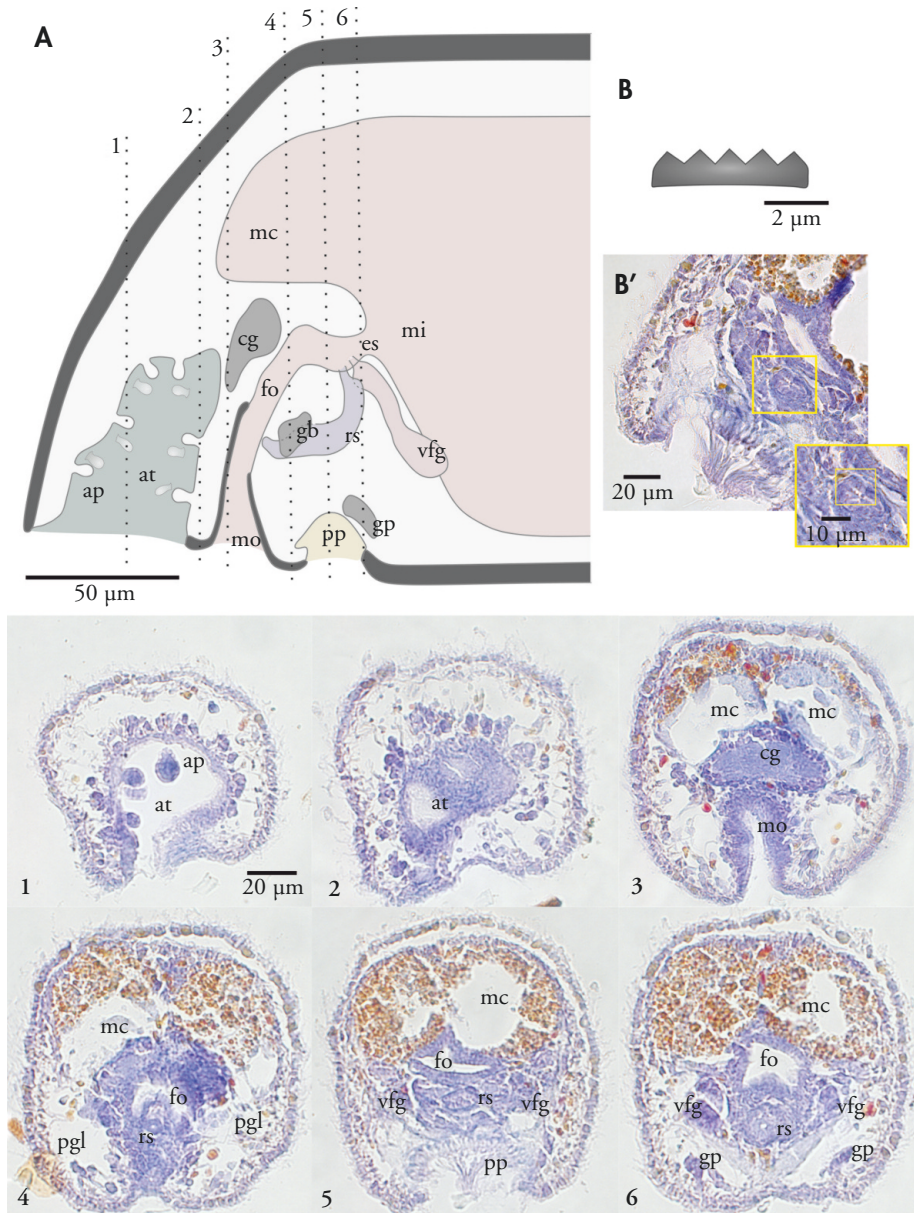 A
1
2
3
4
5
6
mc
mi
cg
es
fo
gb
rs
vfg
ap
at
mo
pp
gp
50 µm
B
2 µm
B′
20 µm
10 µm
ap
at
20 µm
1
at
2
mc
mc
cg
mo
3
mc
fo
pgl
pgl
rs
4
mc
fo
vfg
rs
vfg
pp
5
mc
fo
vfg
vfg
rs
gp
gp
6